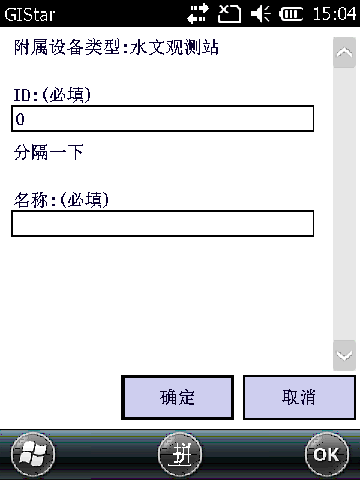 GIStar 15:04
附属设备类型:水文观测站
ID:(必填)
0
分隔一下
名称:(必填)
确定 取消
拼 OK